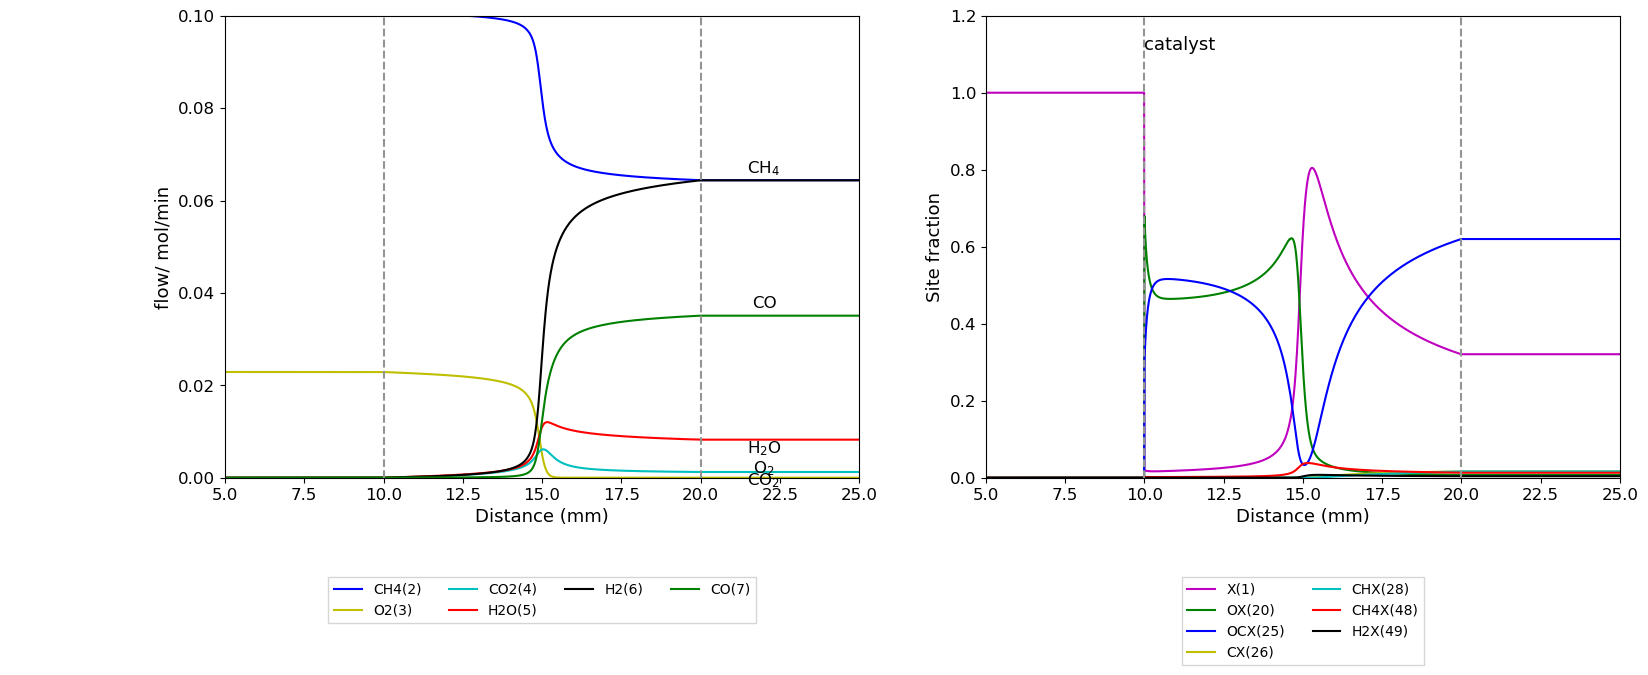 0.10
0.08
0.06
0.04
0.02
0.00
flow/ mol/min
CH₄
CO
H₂O
O₂
CO₂
5.0 7.5 10.0 12.5 15.0 17.5 20.0 22.5 25.0
Distance (mm)
CH4(2) CO2(4) H2(6) CO(7)
O2(3) H2O(5)
1.2
1.0
0.8
0.6
0.4
0.2
0.0
Site fraction
catalyst
5.0 7.5 10.0 12.5 15.0 17.5 20.0 22.5 25.0
Distance (mm)
X(1) CHX(28)
OX(20) CH4X(48)
OCX(25) H2X(49)
CX(26)